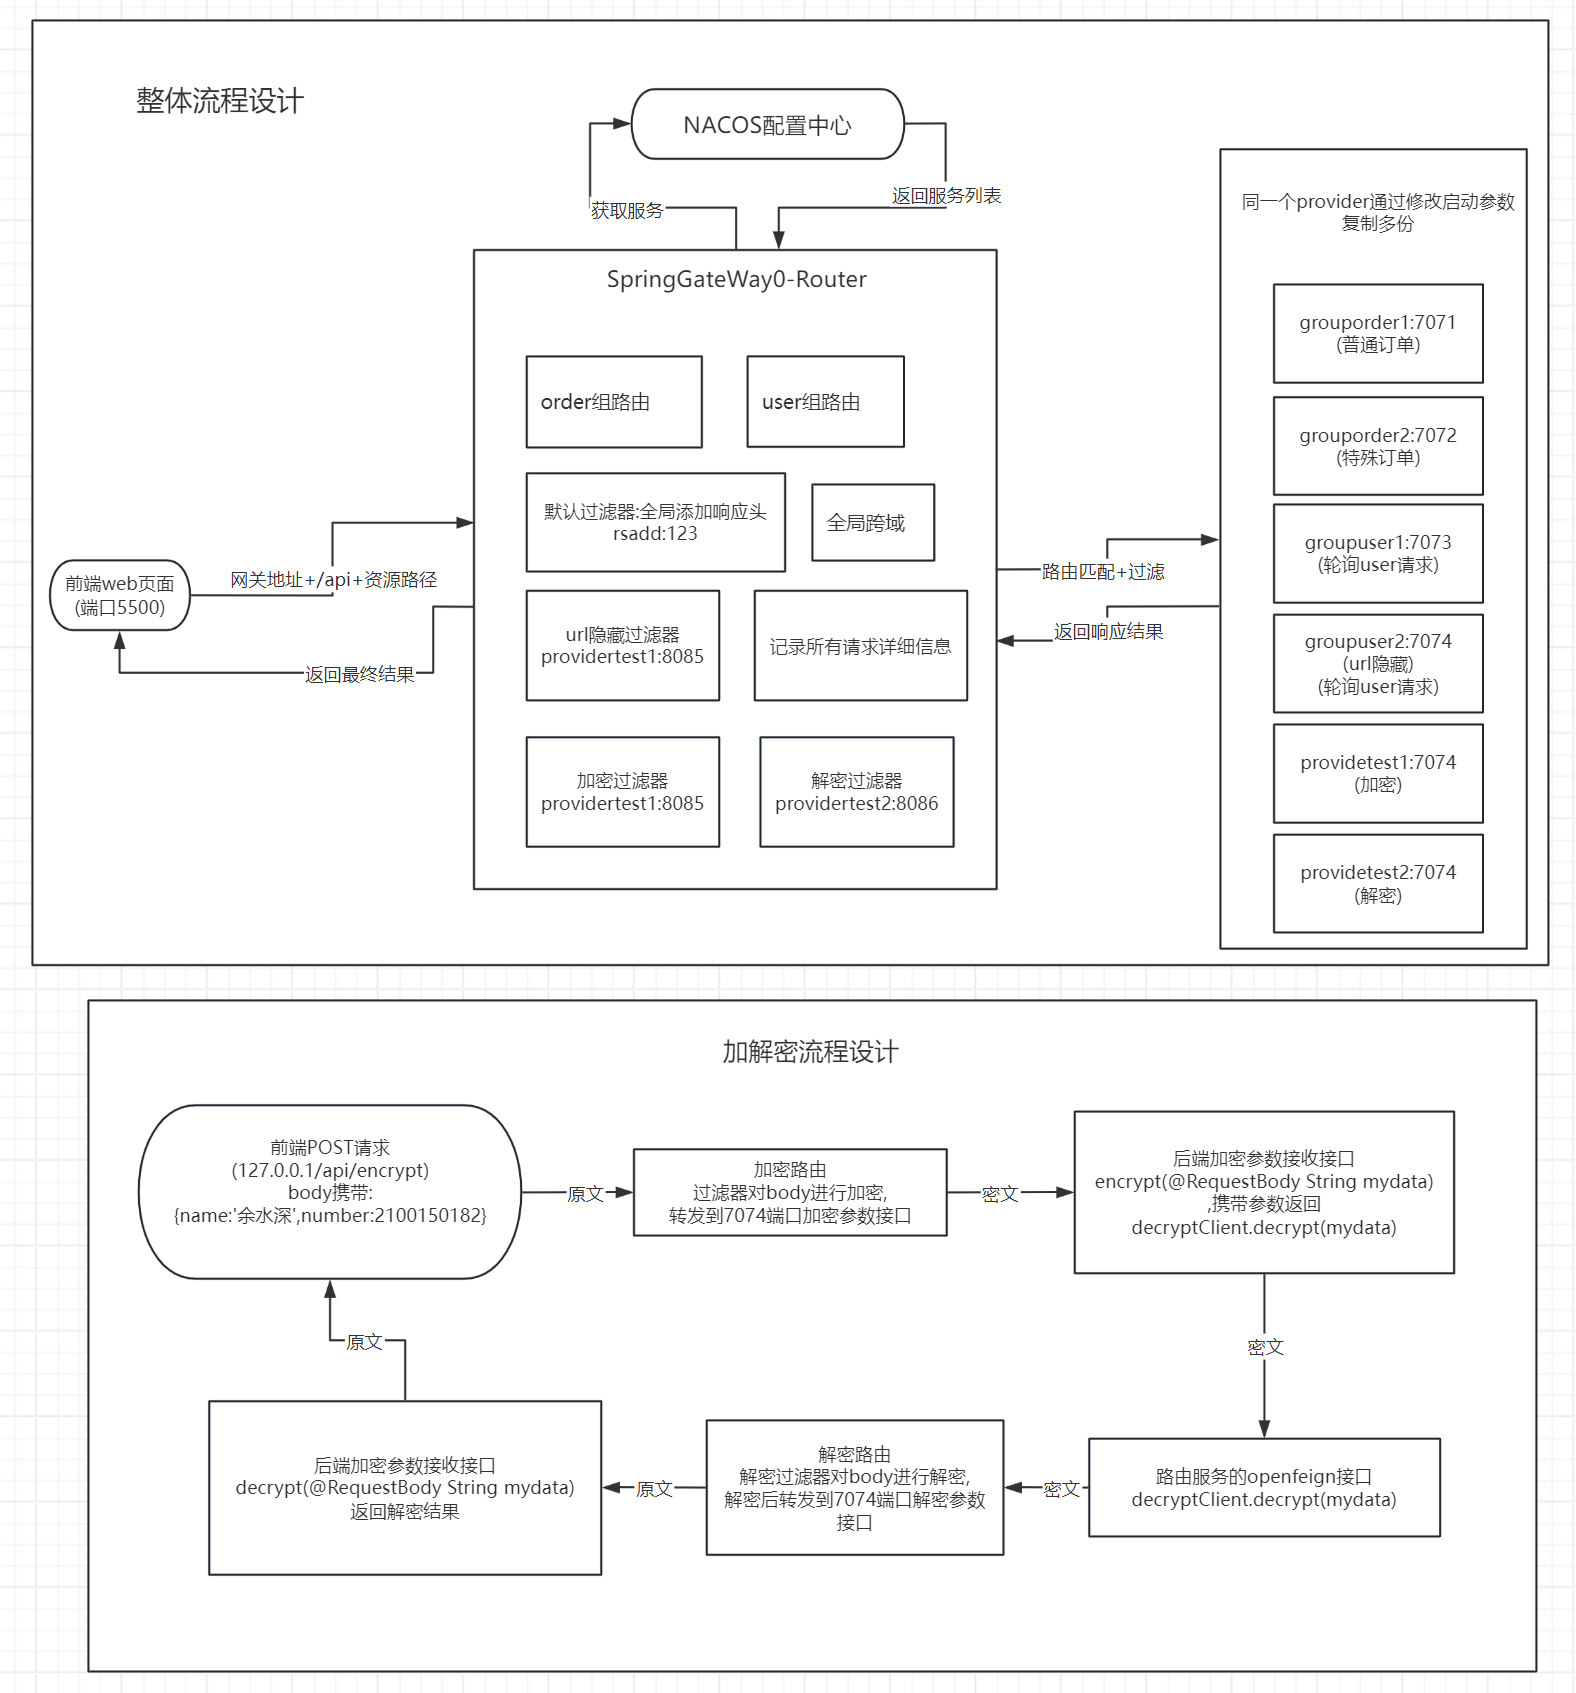 整体流程设计
NACOS配置中心
获取服务
返回服务列表
SpringGateWay0-Router
order组路由
user组路由
默认过滤器:全局添加响应头
rsadd:123
全局跨域
url隐藏过滤器
providertest1:8085
记录所有请求详细信息
加密过滤器
providertest1:8085
解密过滤器
providertest2:8086
前端web页面
(端口5500)
网关地址+/api+资源路径
返回最终结果
路由匹配+过滤
返回响应结果
同一个provider通过修改启动参数
复制多份
grouporder1:7071
(普通订单)
grouporder2:7072
(特殊订单)
groupuser1:7073
(轮询user请求)
groupuser2:7074
(url隐藏)
(轮询user请求)
providetest1:7074
(加密)
providetest2:7074
(解密)
加解密流程设计
前端POST请求
(127.0.0.1/api/encrypt)
body携带:
{name:'余水深',number:2100150182}
原文
加密路由
过滤器对body进行加密,
转发到7074端口加密参数接口
密文
后端加密参数接收接口
encrypt(@RequestBody String mydata)
,携带参数返回
decryptClient.decrypt(mydata)
密文
路由服务的openfeign接口
decryptClient.decrypt(mydata)
密文
解密路由
解密过滤器对body进行解密,
解密后转发到7074端口解密参数
接口
原文
后端加密参数接收接口
decrypt(@RequestBody String mydata)
返回解密结果
原文